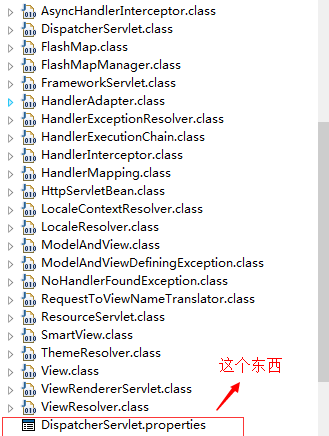 AsyncHandlerInterceptor.class
DispatcherServlet.class
FlashMap.class
FlashMapManager.class
FrameworkServlet.class
HandlerAdapter.class
HandlerExceptionResolver.class
HandlerExecutionChain.class
HandlerInterceptor.class
HandlerMapping.class
HttpServletBean.class
LocaleContextResolver.class
LocaleResolver.class
ModelAndView.class
ModelAndViewDefiningException.class
NoHandlerFoundException.class
RequestToViewNameTranslator.class
ResourceServlet.class
SmartView.class
ThemeResolver.class
View.class
ViewRendererServlet.class
ViewResolver.class
DispatcherServlet.properties
这个东西